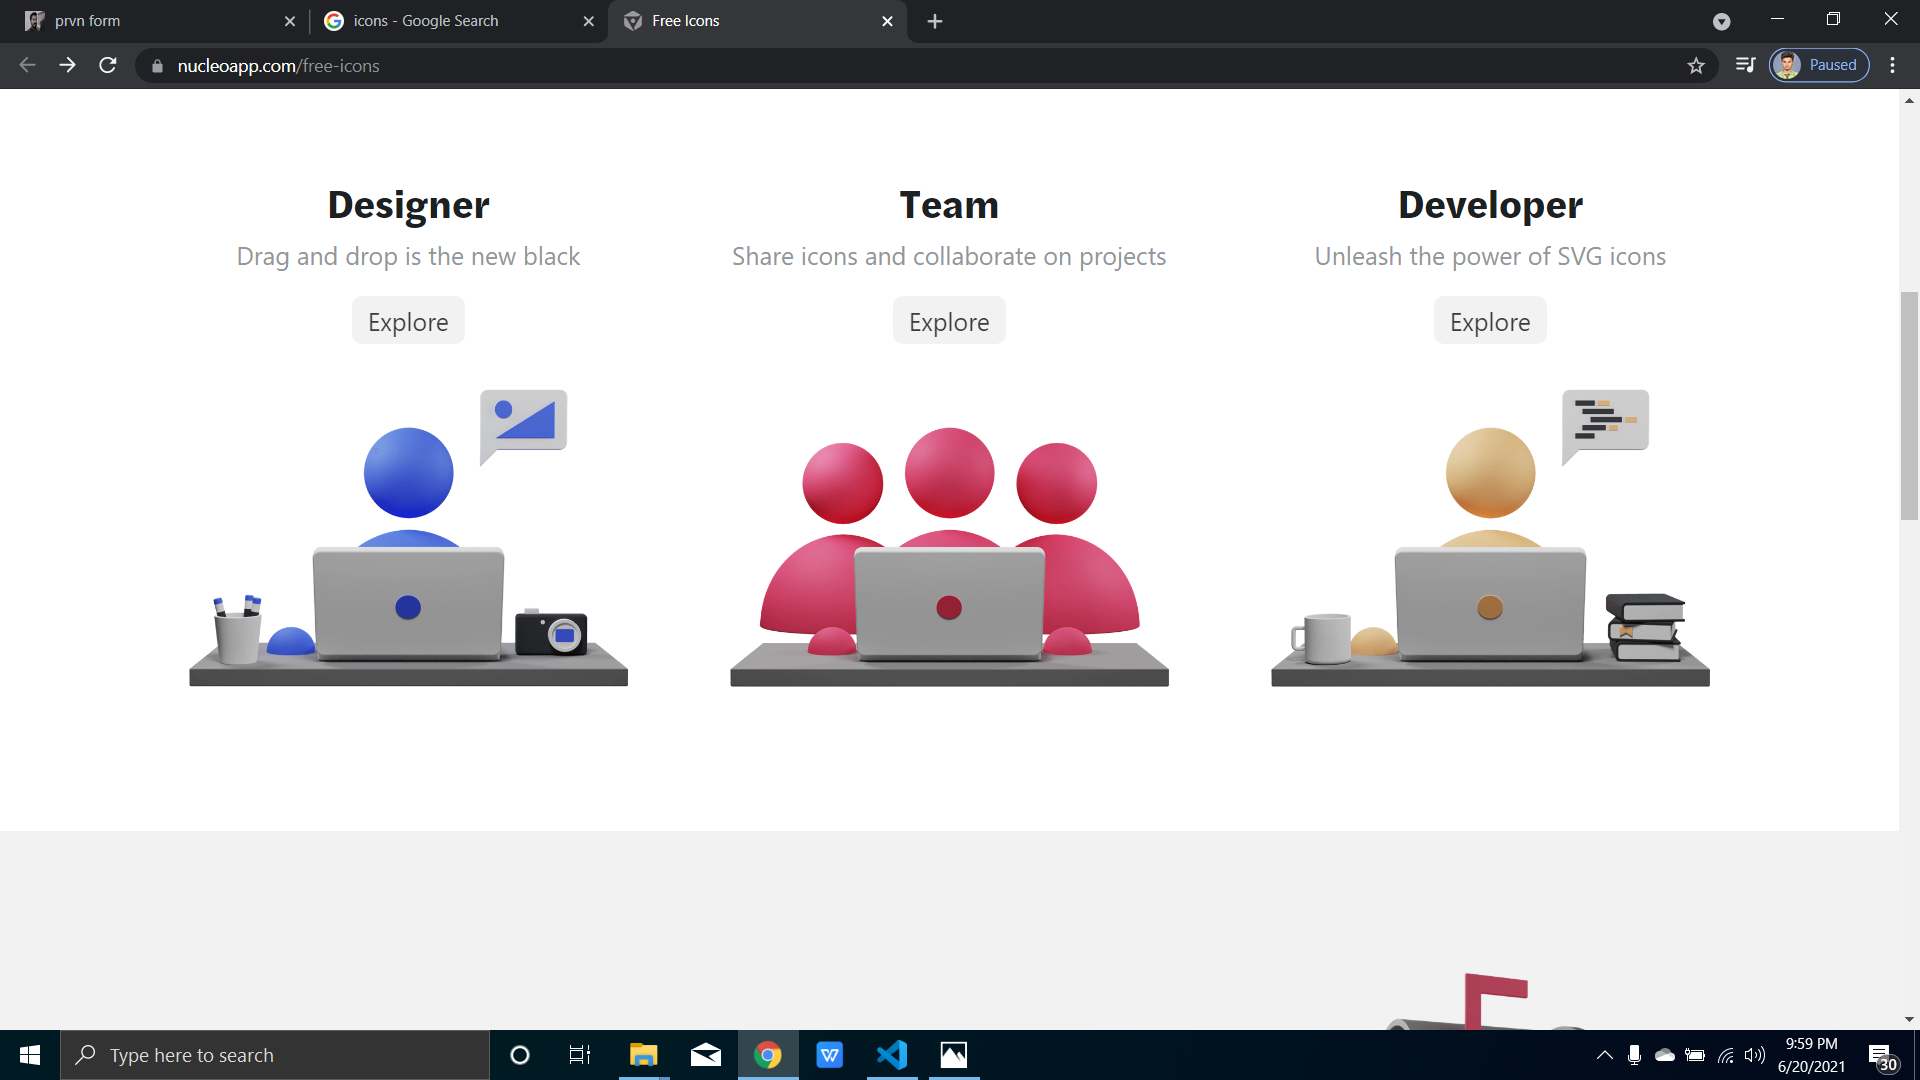 prvn form
icons - Google Search
Free Icons
nucleoapp.com/free-icons
Paused
Designer
Drag and drop is the new black
Explore
Team
Share icons and collaborate on projects
Explore
Developer
Unleash the power of SVG icons
Explore
Type here to search
W
9:59 PM
6/20/2021
30